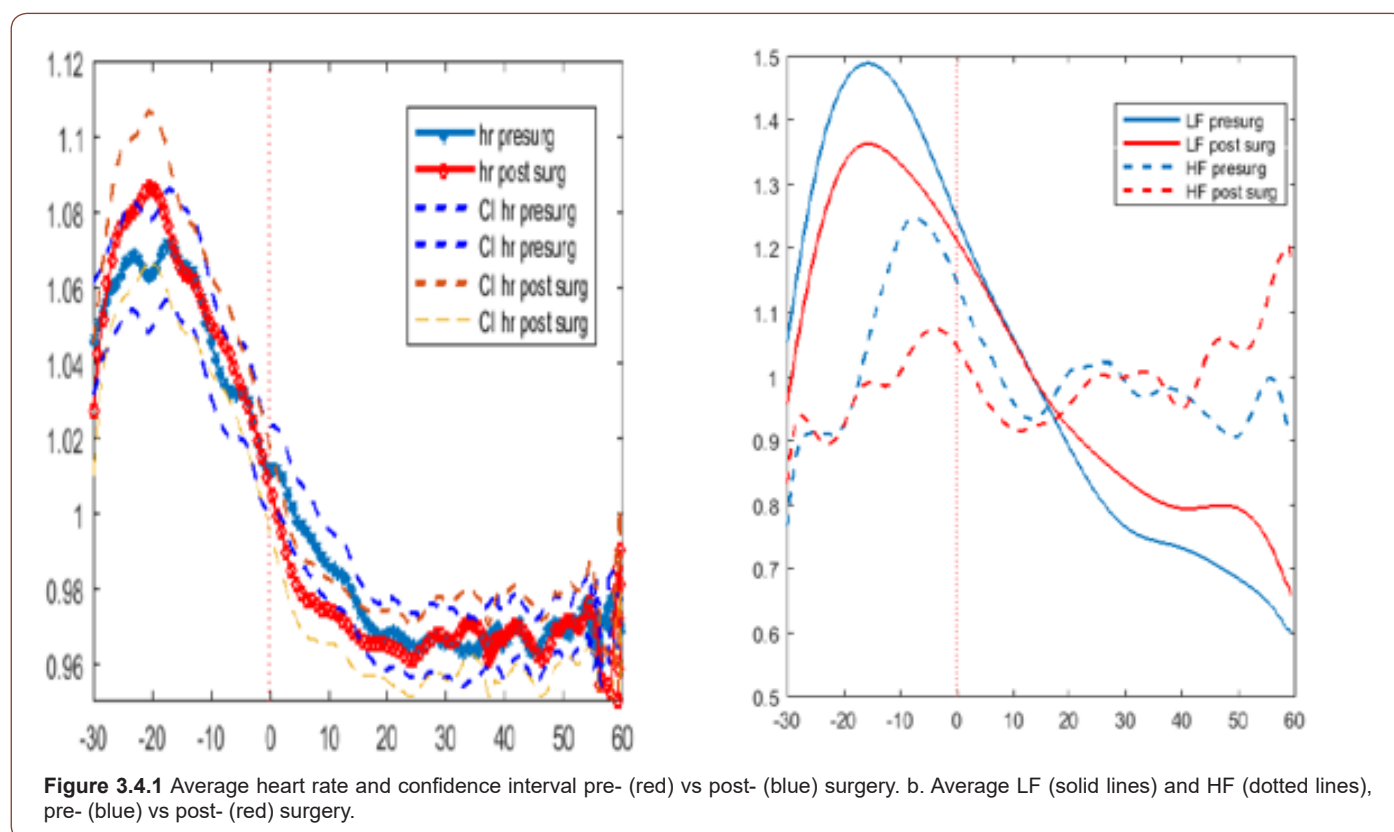 1.12
1.1
1.08
1.06
1.04
1.02
1
0.98
0.96
-30 -20 -10 0 10 20 30 40 50 60
hr presurg
hr post surg
CI hr presurg
CI hr presurg
CI hr post surg
CI hr post surg
1.5
1.4
1.3
1.2
1.1
1
0.9
0.8
0.7
0.6
0.5
-30 -20 -10 0 10 20 30 40 50 60
LF presurg
LF post surg
HF presurg
HF post surg
Figure 3.4.1 Average heart rate and confidence interval pre- (red) vs post- (blue) surgery. b. Average LF (solid lines) and HF (dotted lines),
pre- (blue) vs post- (red) surgery.